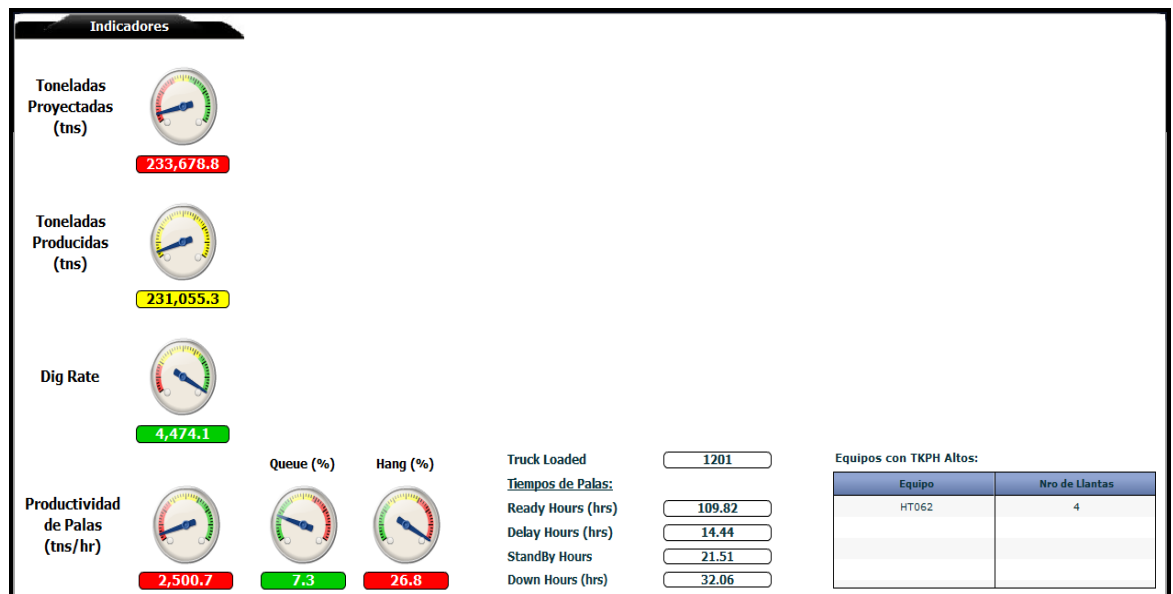 Indicadores
Toneladas
Proyectadas
(tns)
233,678.8
Toneladas
Producidas
(tns)
231,055.3
Dig Rate
4,474.1
Productividad
de Palas
(tns/hr)
2,500.7
Queue (%)
7.3
Hang (%)
26.8
Truck Loaded 1201
Tiempos de Palas:
Ready Hours (hrs) 109.82
Delay Hours (hrs) 14.44
StandBy Hours 21.51
Down Hours (hrs) 32.06
Equipos con TKPH Altos:
Equipo Nro de Llantas
HT062 4